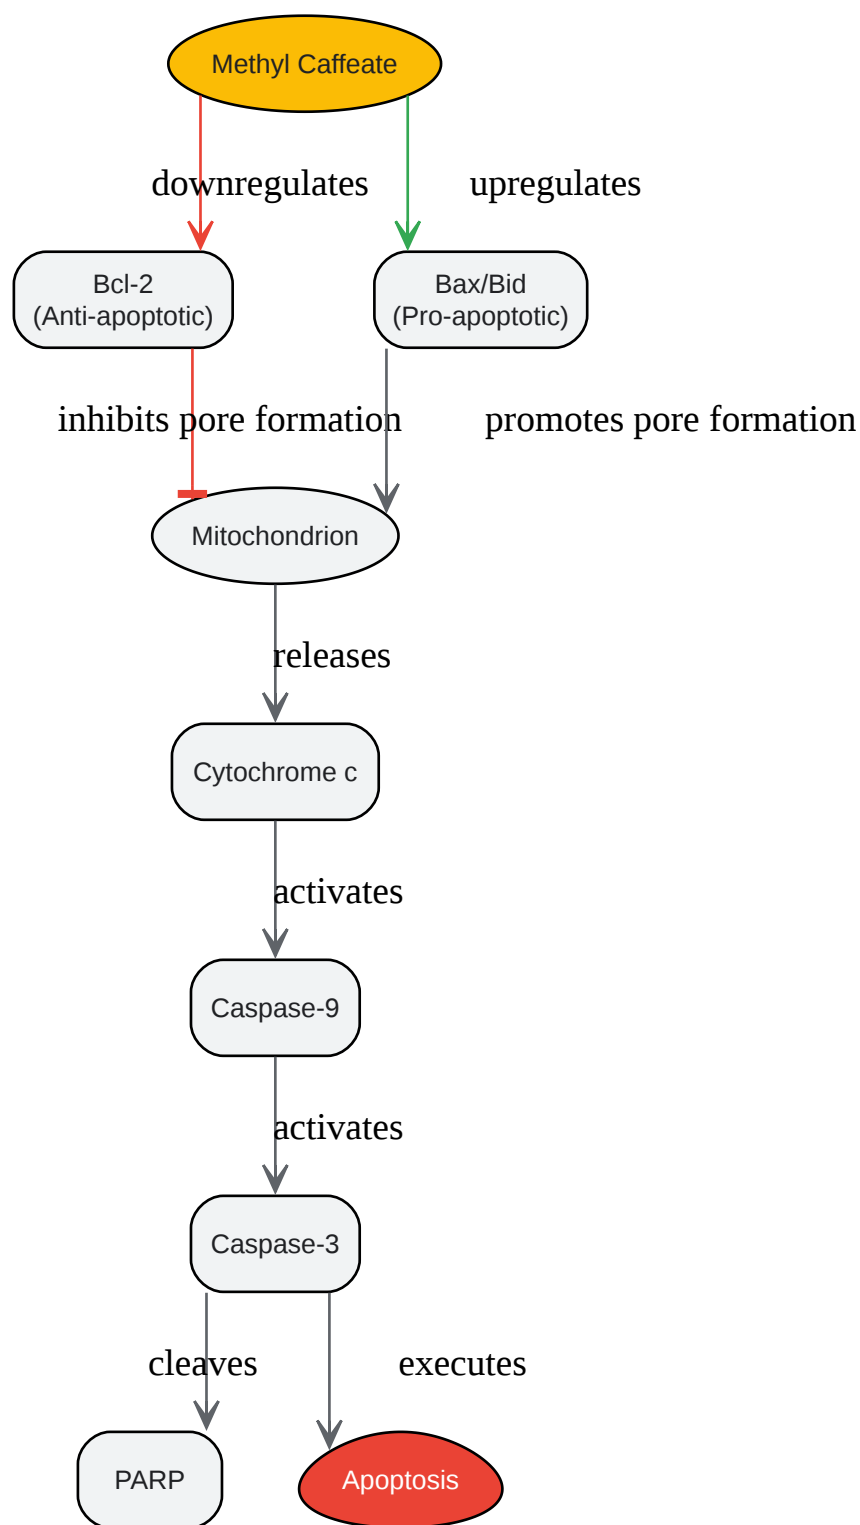 Methyl Caffeate
downregulates
upregulates
Bcl-2
(Anti-apoptotic)
Bax/Bid
(Pro-apoptotic)
inhibits pore formation
promotes pore formation
Mitochondrion
releases
Cytochrome c
activates
Caspase-9
activates
Caspase-3
cleaves
executes
PARP
Apoptosis